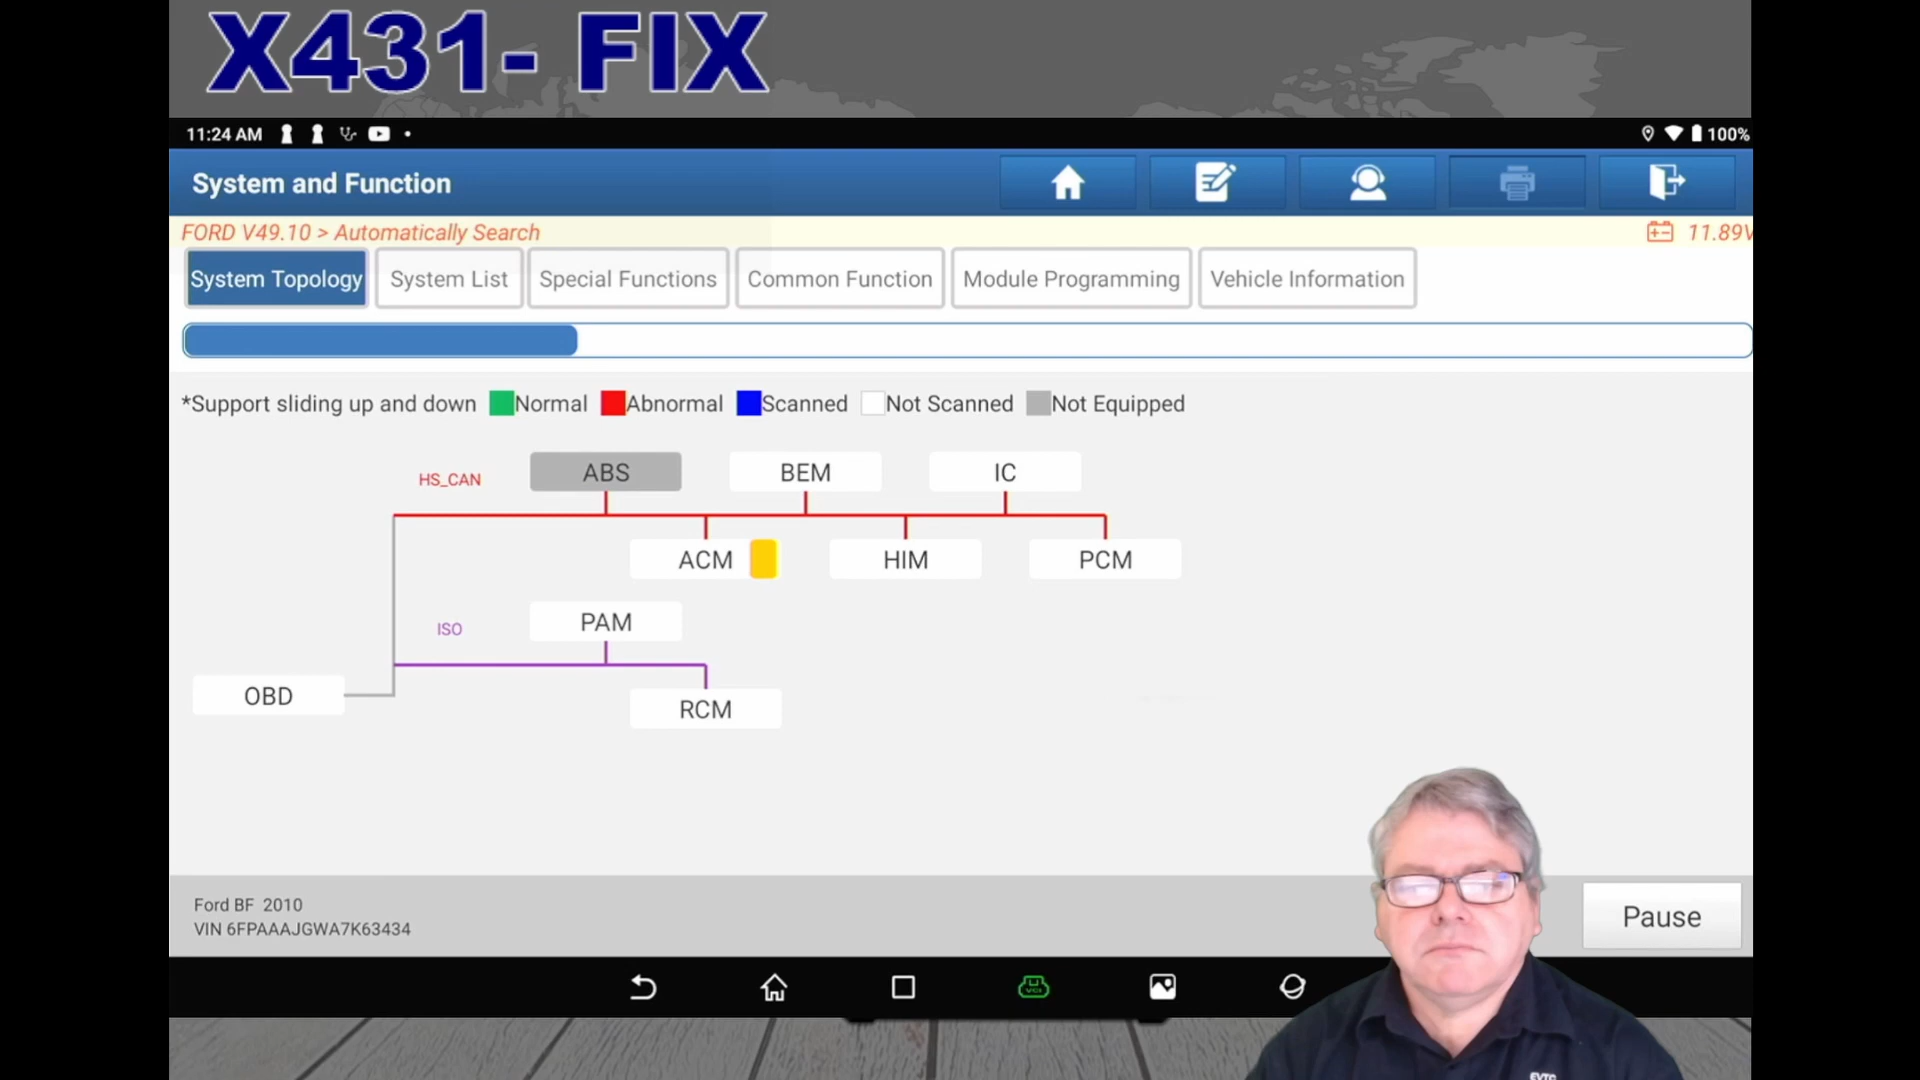 X431- FIX
11:24 AM
100%
System and Function
FORD V49.10 > Automatically Search
11.89V
System Topology
System List
Special Functions
Common Function
Module Programming
Vehicle Information
*Support sliding up and down
Normal
Abnormal
Scanned
Not Scanned
Not Equipped
HS_CAN
ABS
BEM
IC
ACM
HIM
PCM
ISO
PAM
OBD
RCM
Ford BF 2010
VIN 6FPAAAJGWA7K63434
Pause
VCI
EVTC